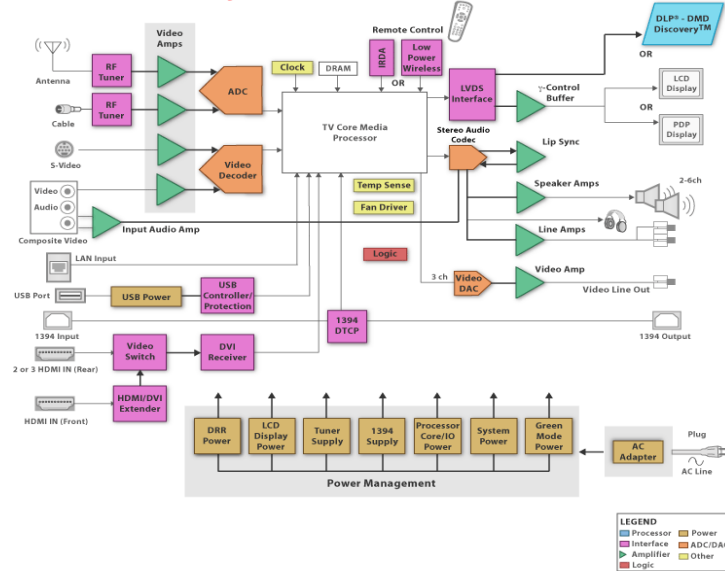 Remote Control
DLP® - DMD
Discovery™
Video
Amps
OR
Antenna
RF
Tuner
Clock
DRAM
IRDA
OR
Low
Power
Wireless
ADC
LVDS
Interface
Control
Buffer
LCD
Display
OR
PDP
Display
Cable
RF
Tuner
TV Core Media
Processor
Stereo Audio
Codec
Lip Sync
S-Video
Video
Decoder
Temp Sense
Fan Driver
Speaker Amps
2-6ch
Video
Audio
Composite Video
Input Audio Amp
Line Amps
LAN Input
Logic
3 ch
Video
DAC
Video Amp
Video Line Out
USB Port
USB Power
USB
Controller/
Protection
1394 Input
1394
DTCP
1394 Output
2 or 3 HDMI IN (Rear)
Video
Switch
DVI
Receiver
HDMI IN (Front)
HDMI/DVI
Extender
DRR
Power
LCD
Display
Power
Tuner
Supply
1394
Supply
Processor
Core/IO
Power
System
Power
Green
Mode
Power
Power Management
AC
Adapter
Plug
AC Line
LEGEND
Processor
Interface
Amplifier
Logic
Power
ADC/DAC
Other